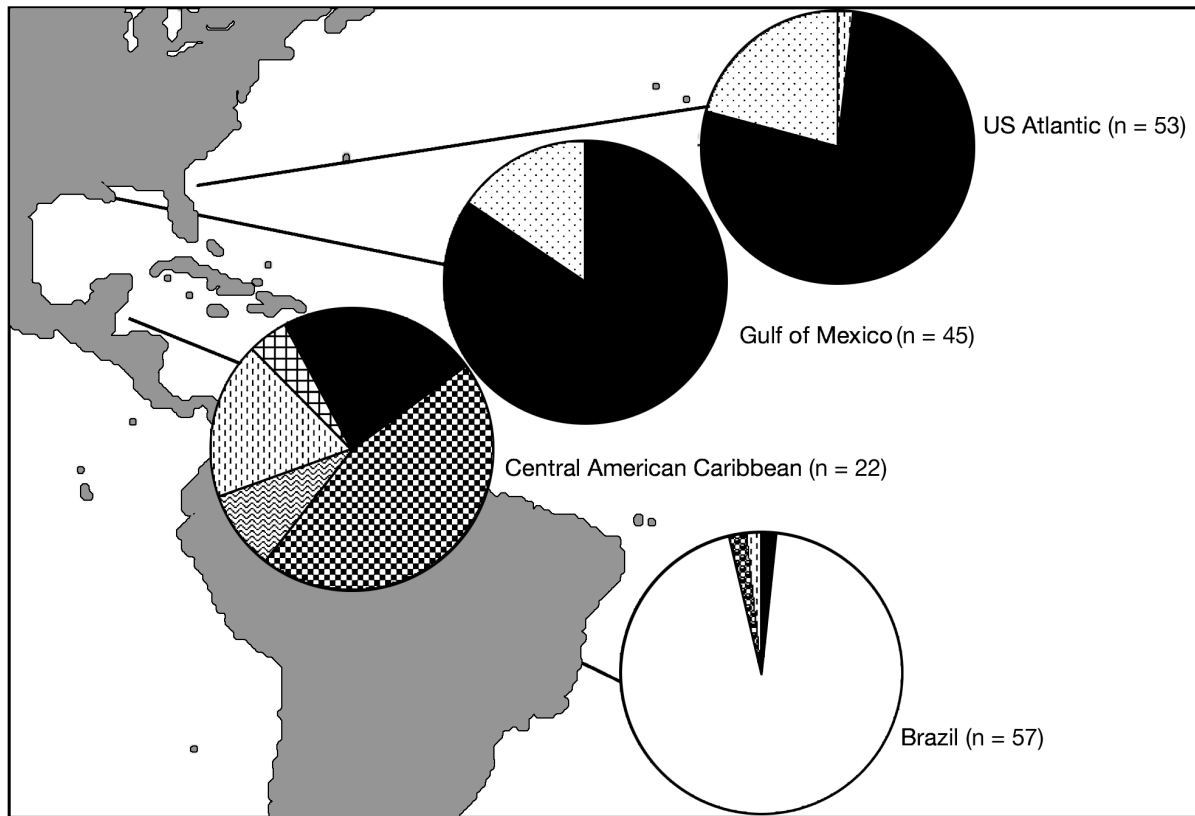 US Atlantic (n = 53)
Gulf of Mexico (n = 45)
Central American Caribbean (n = 22)
Brazil (n = 57)